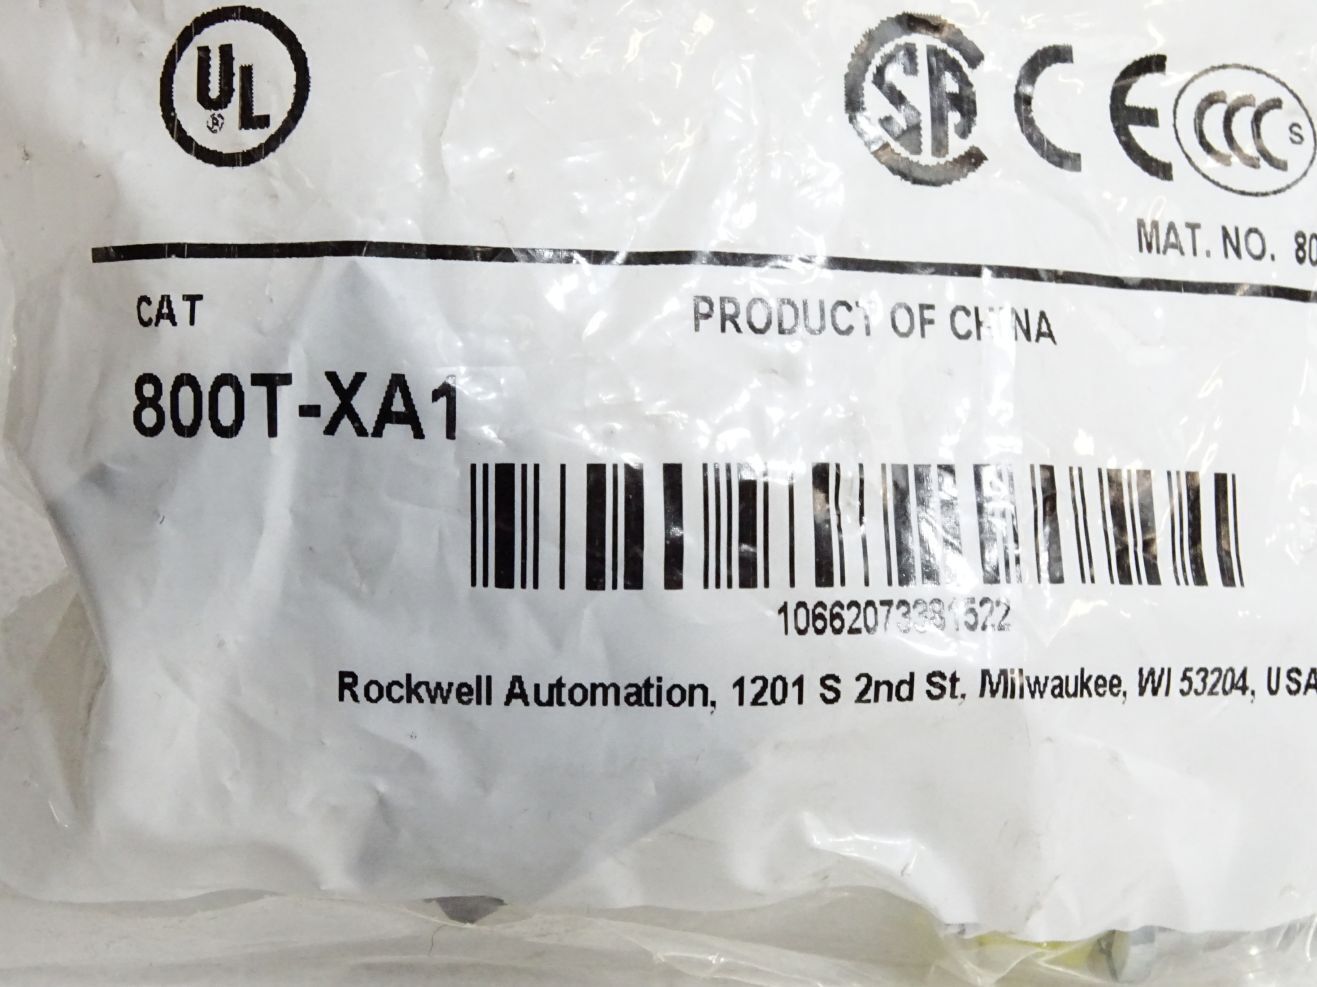 UL
SA CE CCC S
MAT. NO. 80
CAT
PRODUCT OF CHINA
800T-XA1
10662073381522
Rockwell Automation, 1201 S 2nd St, Milwaukee, WI 53204, USA